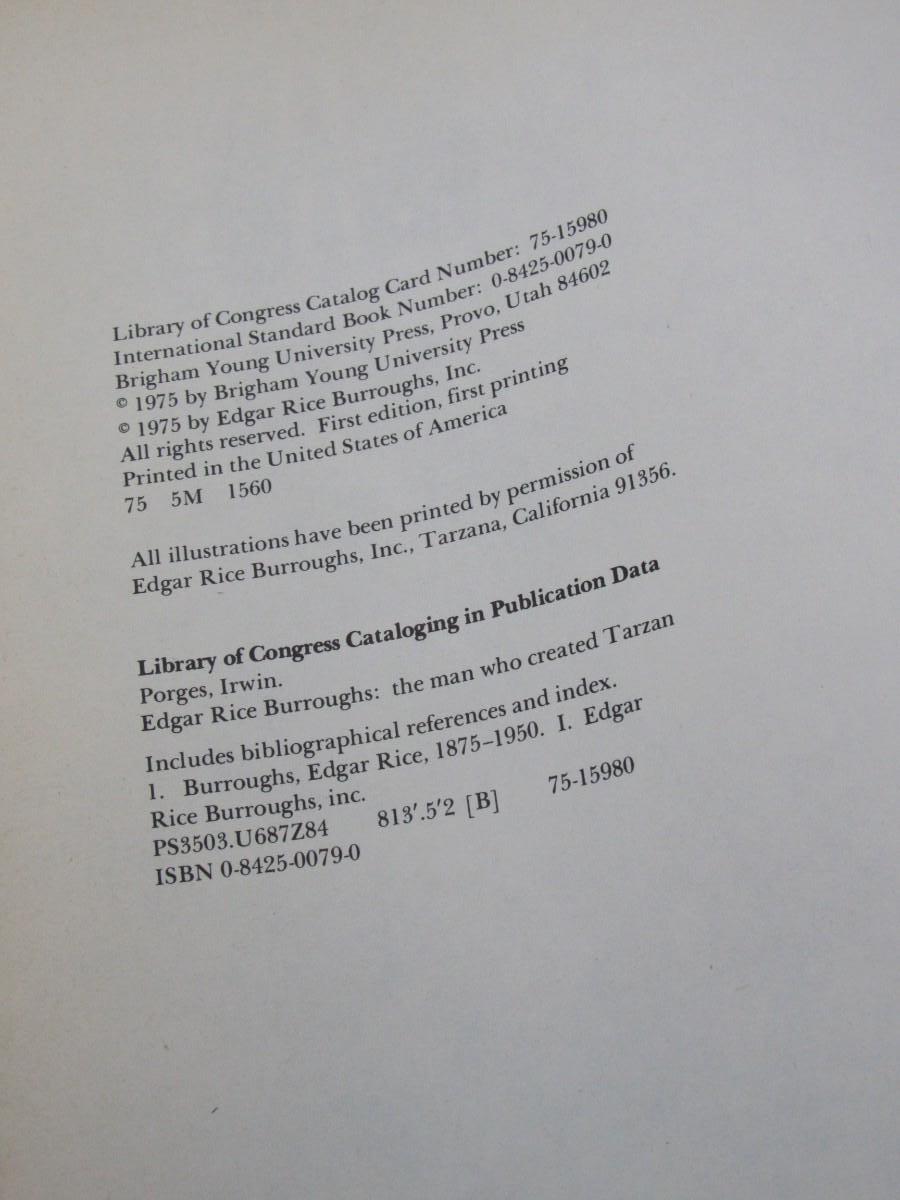 Library of Congress Catalog Card Number: 75-15980
International Standard Book Number: 0-8425-0079-0
Brigham Young University Press, Provo, Utah 84602
© 1975 by Brigham Young University Press
© 1975 by Edgar Rice Burroughs, Inc.
All rights reserved. First edition, first printing
Printed in the United States of America
75 5M 1560
All illustrations have been printed by permission of
Edgar Rice Burroughs, Inc., Tarzana, California 91356.
Library of Congress Cataloging in Publication Data
Porges, Irwin.
Edgar Rice Burroughs: the man who created Tarzan
Includes bibliographical references and index.
1. Burroughs, Edgar Rice, 1875–1950. I. Edgar
Rice Burroughs, inc.
PS3503.U687Z84 813′.5′2 [B] 75-15980
ISBN 0-8425-0079-0